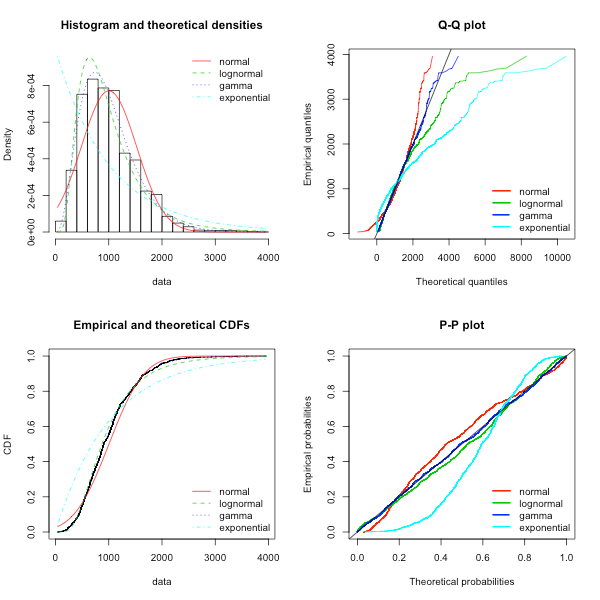 Histogram and theoretical densities
Density
0e+00 2e-04 4e-04 6e-04 8e-04
normal
lognormal
gamma
exponential
0 1000 2000 3000 4000
data
Q-Q plot
Empirical quantiles
0 1000 2000 3000 4000
normal
lognormal
gamma
exponential
0 2000 4000 6000 8000 10000
Theoretical quantiles
Empirical and theoretical CDFs
CDF
0.0 0.2 0.4 0.6 0.8 1.0
normal
lognormal
gamma
exponential
0 1000 2000 3000 4000
data
P-P plot
Empirical probabilities
0.0 0.2 0.4 0.6 0.8 1.0
normal
lognormal
gamma
exponential
0.0 0.2 0.4 0.6 0.8 1.0
Theoretical probabilities